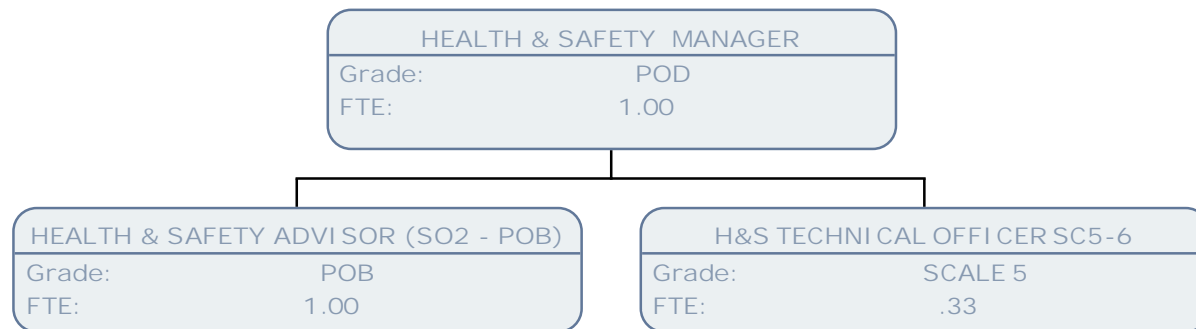 HEALTH & SAFETY MANAGER
Grade: POD
FTE: 1.00
HEALTH & SAFETY ADVISOR (SO2 - POB)
Grade: POB
FTE: 1.00
H&S TECHNICAL OFFICER SC5-6
Grade: SCALE 5
FTE: .33